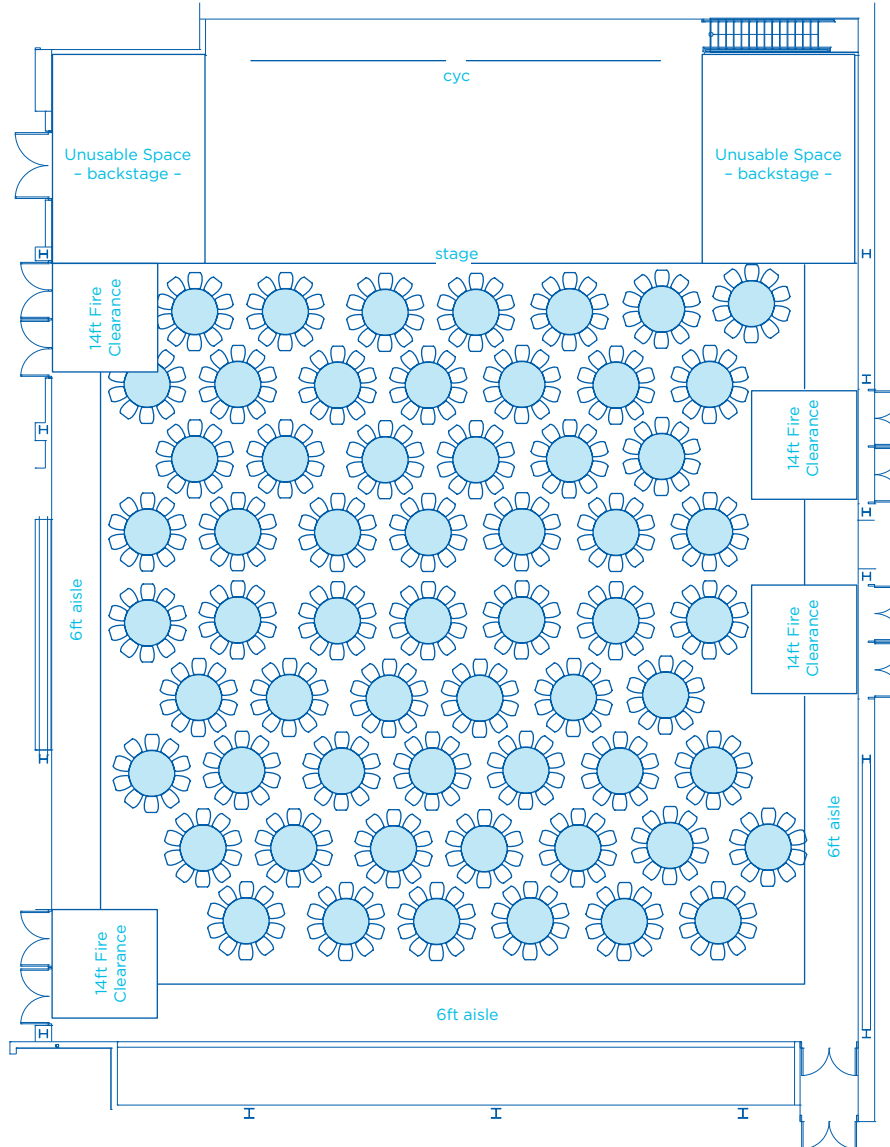 cyc
Unusable Space
– backstage –
Unusable Space
– backstage –
stage
14ft Fire
Clearance
14ft Fire
Clearance
14ft Fire
Clearance
6ft aisle
6ft aisle
14ft Fire
Clearance
6ft aisle